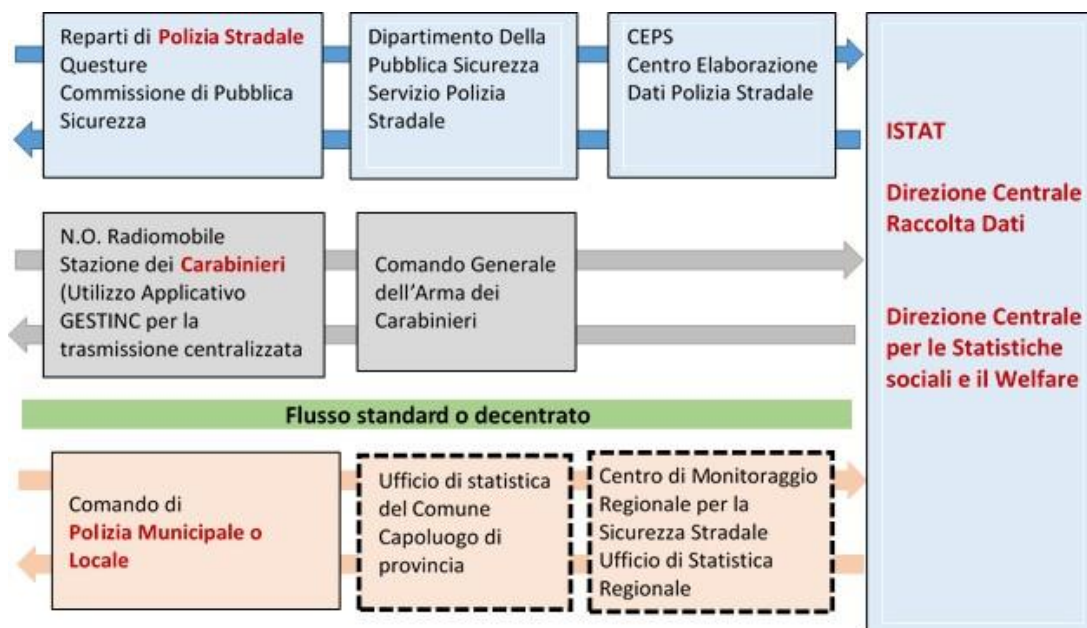 Reparti di Polizia Stradale
Questure
Commissione di Pubblica
Sicurezza
Dipartimento Della
Pubblica Sicurezza
Servizio Polizia
Stradale
CEPS
Centro Elaborazione
Dati Polizia Stradale
N.O. Radiomobile
Stazione dei Carabinieri
(Utilizzo Applicativo
GESTINC per la
trasmissione centralizzata
Comando Generale
dell'Arma dei
Carabinieri
Flusso standard o decentrato
Comando di
Polizia Municipale o
Locale
Ufficio di statistica
del Comune
Capoluogo di
provincia
Centro di Monitoraggio
Regionale per la
Sicurezza Stradale
Ufficio di Statistica
Regionale
ISTAT
Direzione Centrale
Raccolta Dati
Direzione Centrale
per le Statistiche
sociali e il Welfare